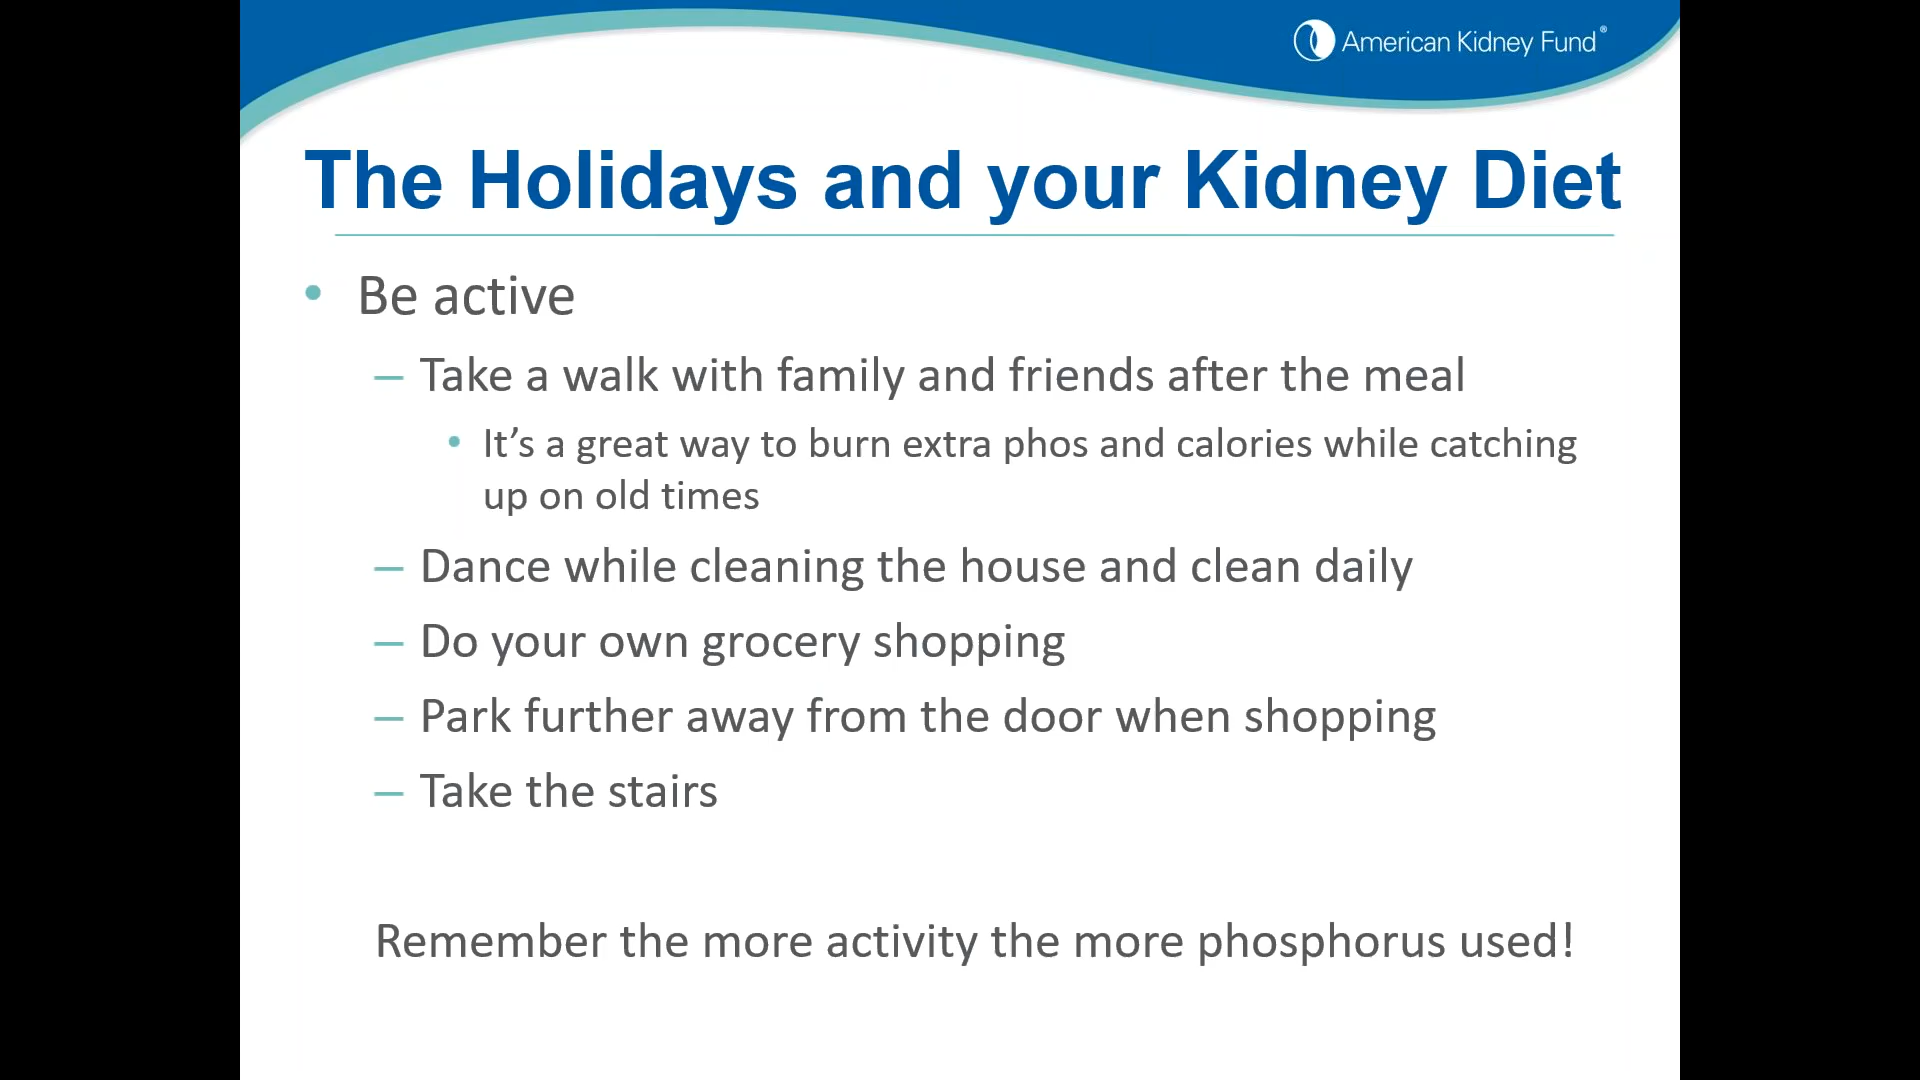 American Kidney Fund®
The Holidays and your Kidney Diet
• Be active
– Take a walk with family and friends after the meal
• It’s a great way to burn extra phos and calories while catching
up on old times
– Dance while cleaning the house and clean daily
– Do your own grocery shopping
– Park further away from the door when shopping
– Take the stairs
Remember the more activity the more phosphorus used!